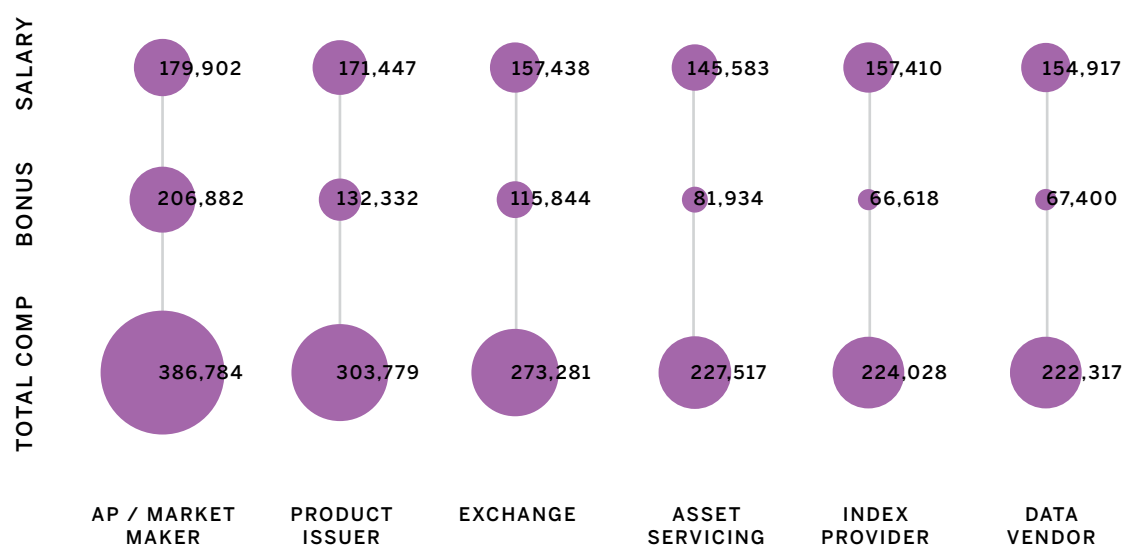 SALARY
179,902 171,447 157,438 145,583 157,410 154,917
BONUS
206,882 132,332 115,844 81,934 66,618 67,400
TOTAL COMP
386,784 303,779 273,281 227,517 224,028 222,317
AP / MARKET
MAKER
PRODUCT
ISSUER
EXCHANGE
ASSET
SERVICING
INDEX
PROVIDER
DATA
VENDOR